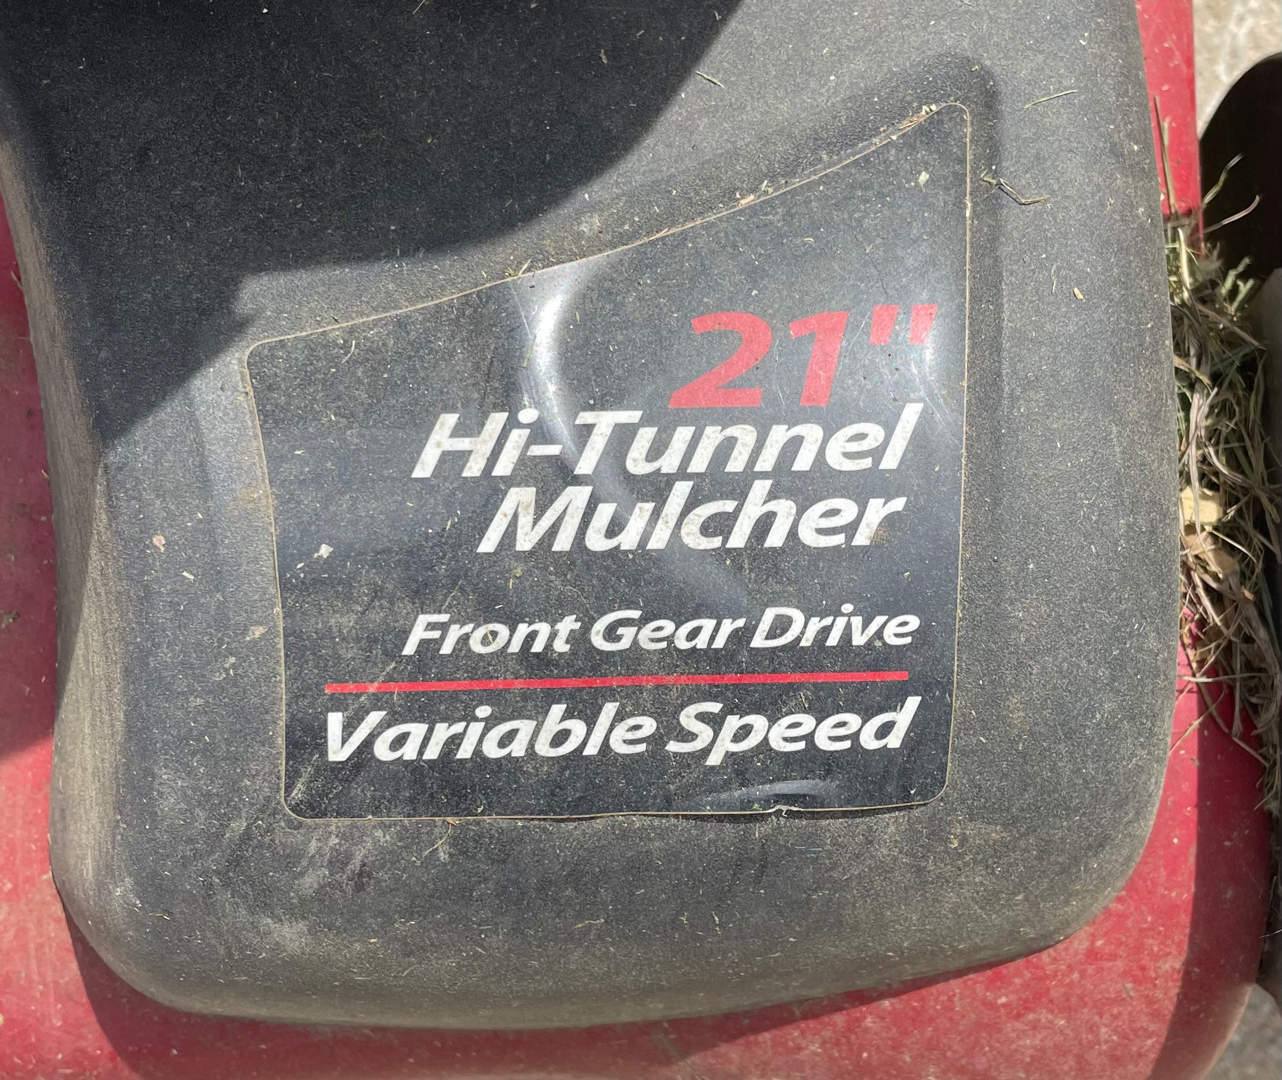 21"
Hi-Tunnel
Mulcher
Front Gear Drive
Variable Speed